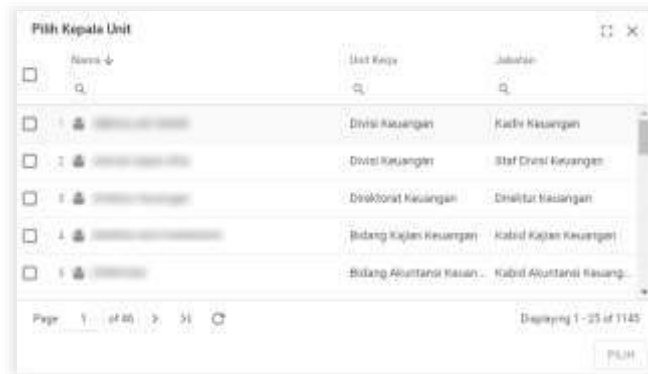 Pilih Kepala Unit
Nama Unit Kerja Jabatan
1 Divisi Keuangan Kadiv Keuangan
2 Divisi Keuangan Staf Divisi Keuangan
3 Direktorat Keuangan Direktur Keuangan
4 Bidang Kajian Keuangan Kabid Kajian Keuangan
5 Bidang Akuntansi Keuan... Kabid Akuntansi Keuang...
Page 1 of 46 Displaying 1 - 25 of 1145
PILIH